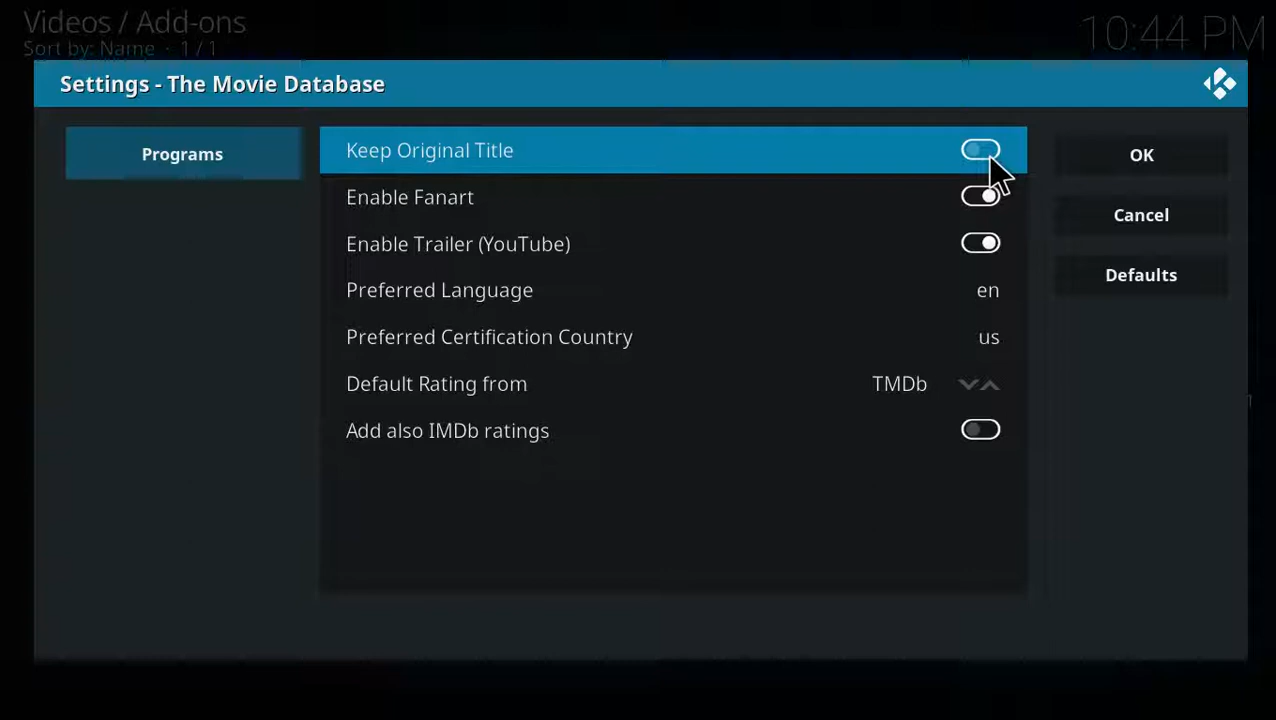 Videos / Add-ons
Sort by: Name · 1 / 1
10:44 PM
Settings - The Movie Database
Programs
Keep Original Title
Enable Fanart
Enable Trailer (YouTube)
Preferred Language en
Preferred Certification Country us
Default Rating from TMDb
Add also IMDb ratings
OK
Cancel
Defaults